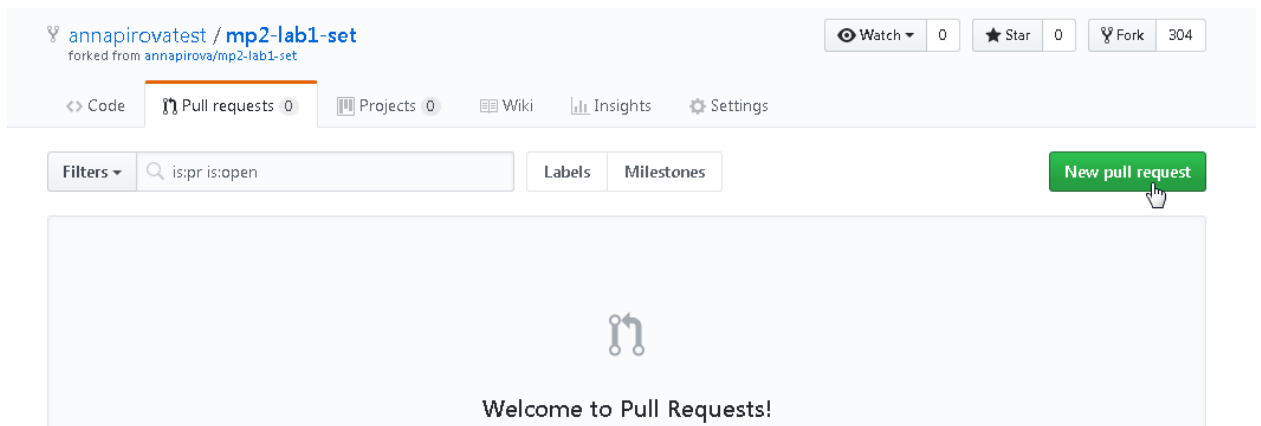 annapirovatest / mp2-lab1-set
Watch 0 Star 0 Fork 304
forked from annapirova/mp2-lab1-set
Code Pull requests 0 Projects 0 Wiki Insights Settings
Filters is:pr is:open Labels Milestones New pull request
Welcome to Pull Requests!